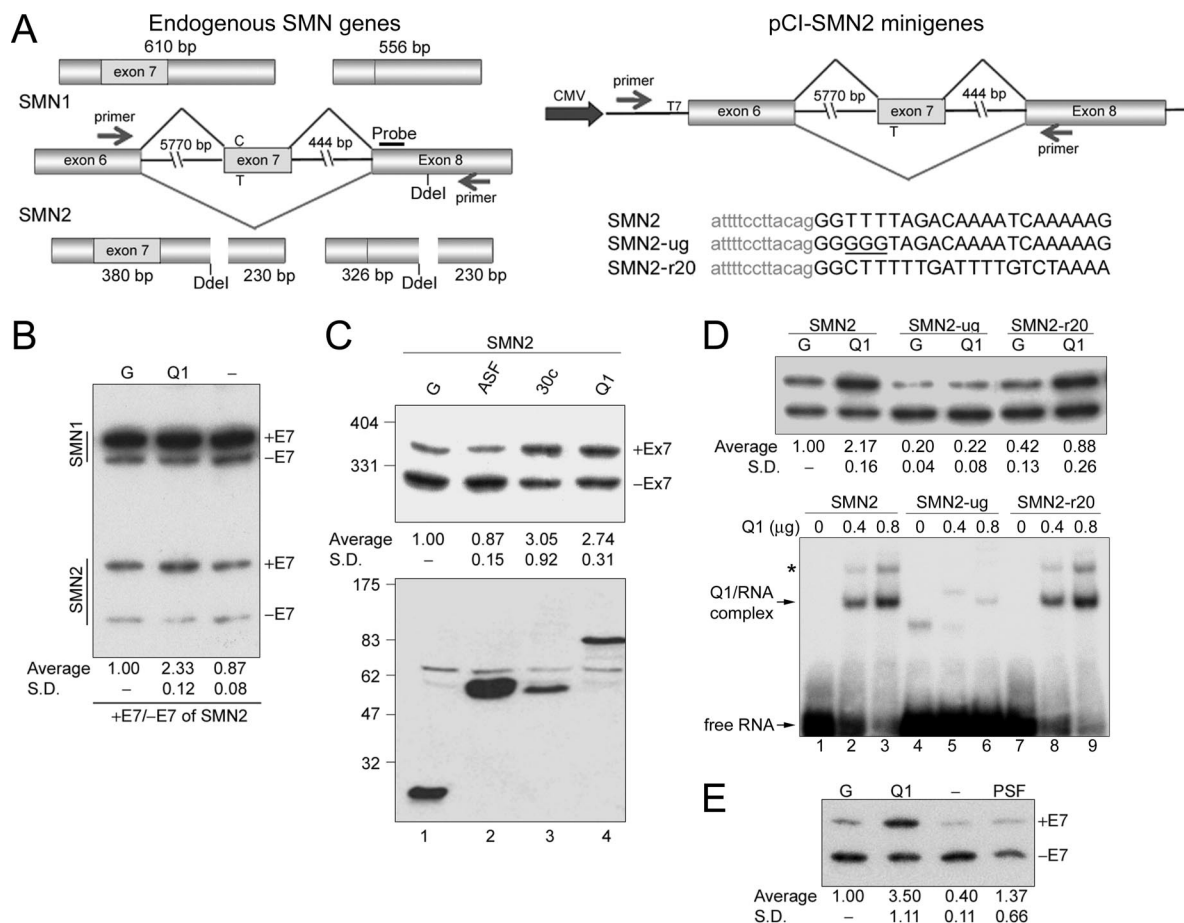 A
Endogenous SMN genes
610 bp
556 bp
exon 7
SMN1
primer
5770 bp
C
444 bp
Probe
exon 6
exon 7
Exon 8
T
DdeI
primer
SMN2
exon 7
380 bp
DdeI
230 bp
326 bp
DdeI
230 bp
pCI-SMN2 minigenes
CMV
primer
T7
5770 bp
444 bp
exon 6
exon 7
Exon 8
T
primer
SMN2 attttccttacagGGTTTTAGACAAAATCAAAAAG
SMN2-ug attttccttacagGGGGGTAGACAAAATCAAAAAG
SMN2-r20 attttccttacagGGCTTTTTGATTTTGTCTAAAA
B
G Q1 –
SMN1
+E7
–E7
SMN2
+E7
–E7
Average 1.00 2.33 0.87
S.D. – 0.12 0.08
+E7/–E7 of SMN2
C
SMN2
G ASF 30c Q1
404
331
+Ex7
–Ex7
Average 1.00 0.87 3.05 2.74
S.D. – 0.15 0.92 0.31
175
83
62
47
32
1 2 3 4
D
SMN2 SMN2-ug SMN2-r20
G Q1 G Q1 G Q1
Average 1.00 2.17 0.20 0.22 0.42 0.88
S.D. – 0.16 0.04 0.08 0.13 0.26
SMN2 SMN2-ug SMN2-r20
Q1 (μg) 0 0.4 0.8 0 0.4 0.8 0 0.4 0.8
*
Q1/RNA
complex
free RNA
1 2 3 4 5 6 7 8 9
E
G Q1 – PSF
+E7
–E7
Average 1.00 3.50 0.40 1.37
S.D. – 1.11 0.11 0.66